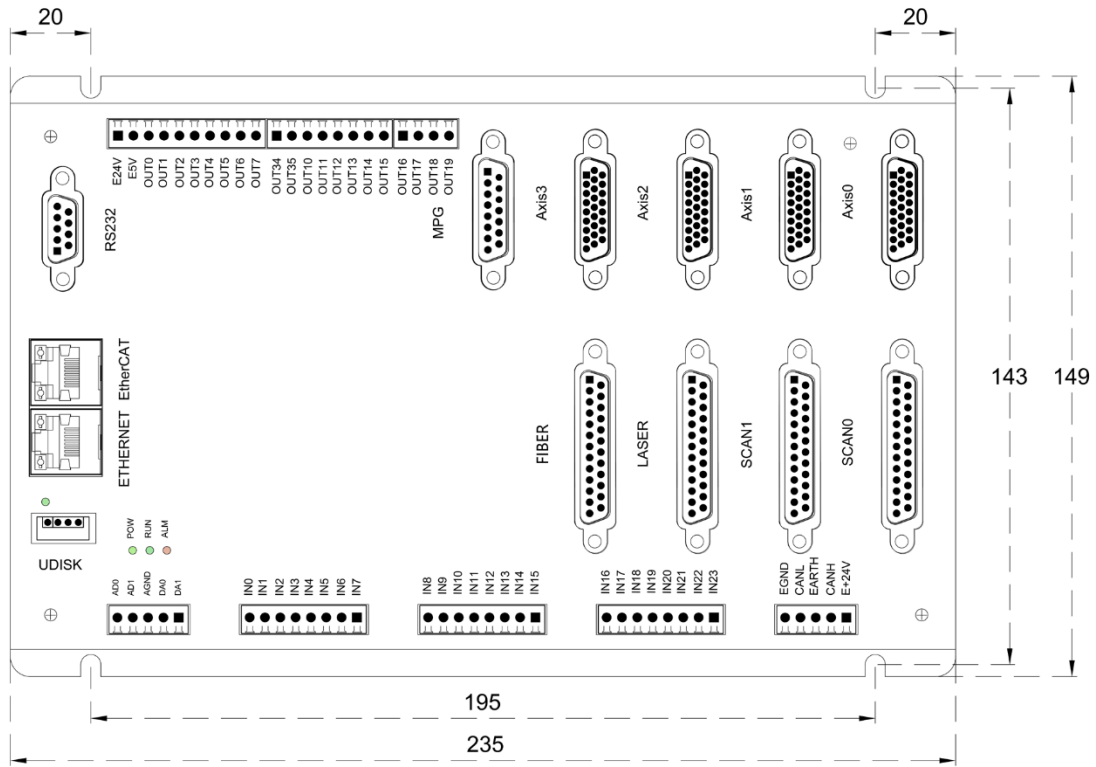 20
20
E24V
E5V
OUT0
OUT1
OUT2
OUT3
OUT4
OUT5
OUT6
OUT7
OUT34
OUT35
OUT10
OUT11
OUT12
OUT13
OUT14
OUT15
OUT16
OUT17
OUT18
OUT19
RS232
MPG
Axis3
Axis2
Axis1
Axis0
EtherCAT
ETHERNET
143
149
FIBER
LASER
SCAN1
SCAN0
UDISK
POW
RUN
ALM
AD0
AD1
AGND
DA0
DA1
IN0
IN1
IN2
IN3
IN4
IN5
IN6
IN7
IN8
IN9
IN10
IN11
IN12
IN13
IN14
IN15
IN16
IN17
IN18
IN19
IN20
IN21
IN22
IN23
EGND
CANL
EARTH
CANH
E+24V
195
235